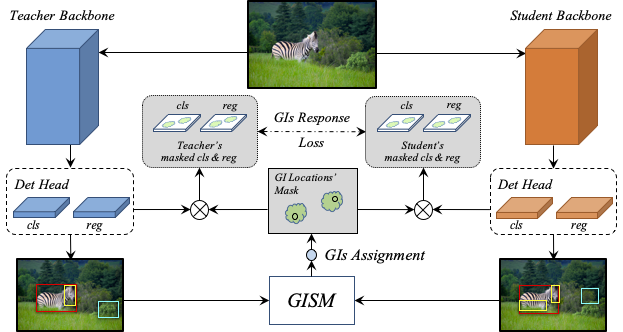 Teacher Backbone
Student Backbone
cls reg
Teacher's
masked cls & reg
GIs Response
Loss
cls reg
Student's
masked cls & reg
Det Head
cls reg
GI Locations'
Mask
Det Head
cls reg
GIs Assignment
GISM